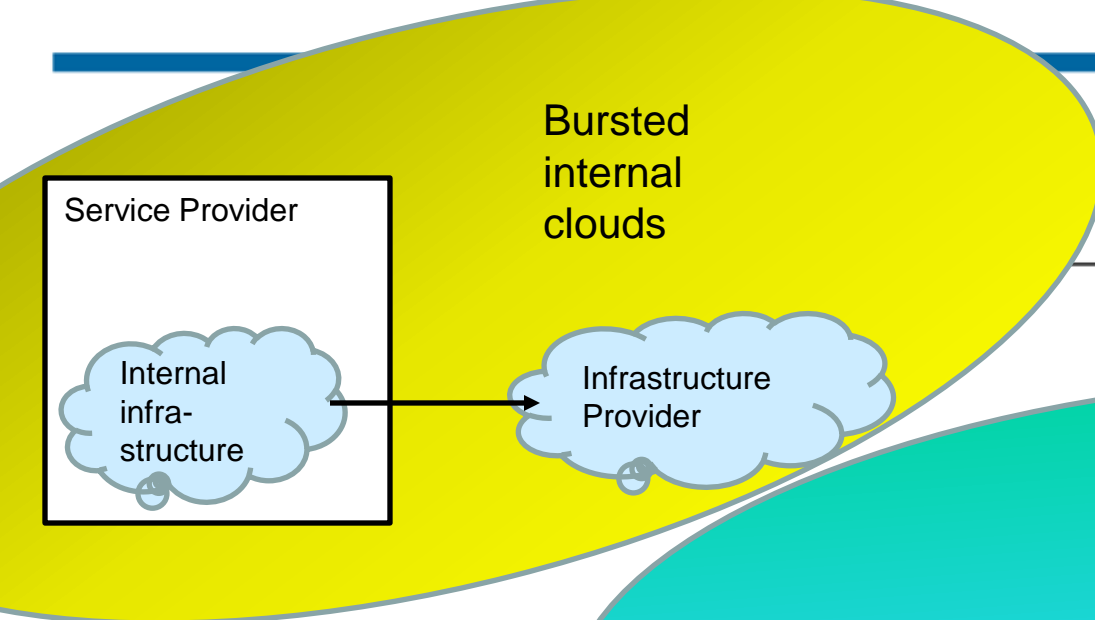 Bursted
internal
clouds
Service Provider
Internal
infra-
structure
Infrastructure
Provider